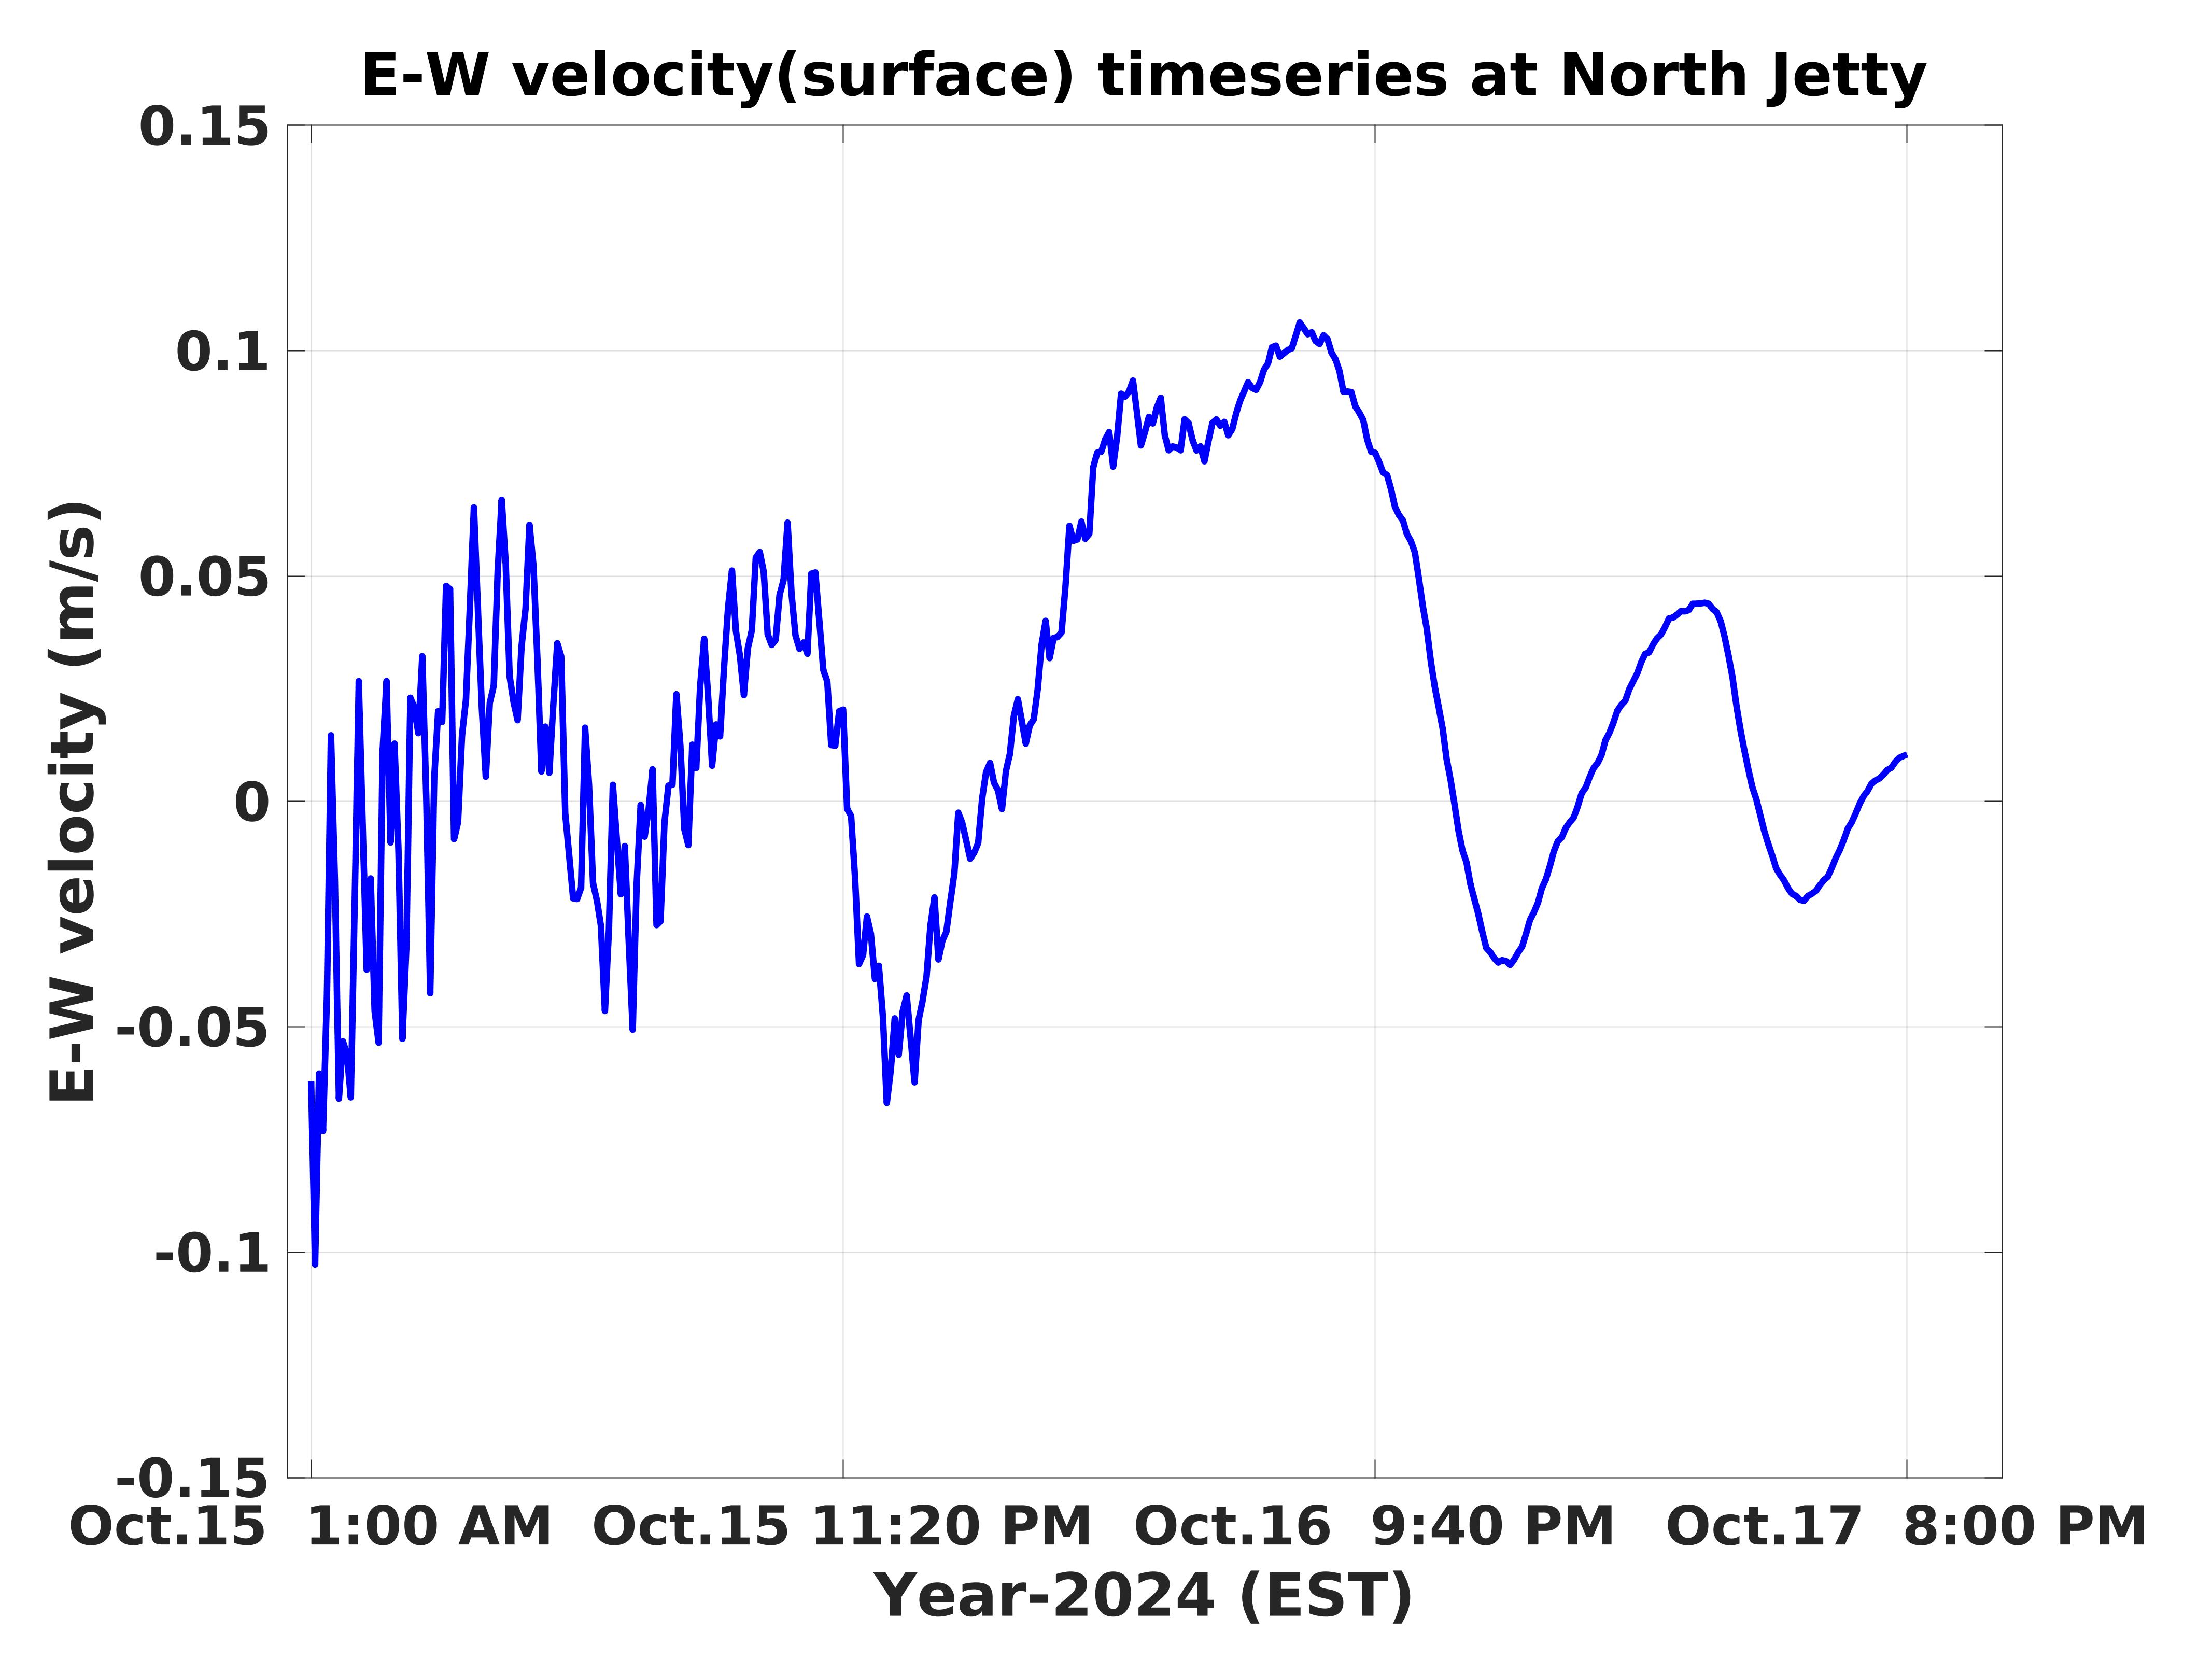 E-W velocity(surface) timeseries at North Jetty
0.15
0.1
0.05
0
-0.05
-0.1
-0.15
E-W velocity (m/s)
Oct.15 1:00 AM Oct.15 11:20 PM Oct.16 9:40 PM Oct.17 8:00 PM
Year-2024 (EST)